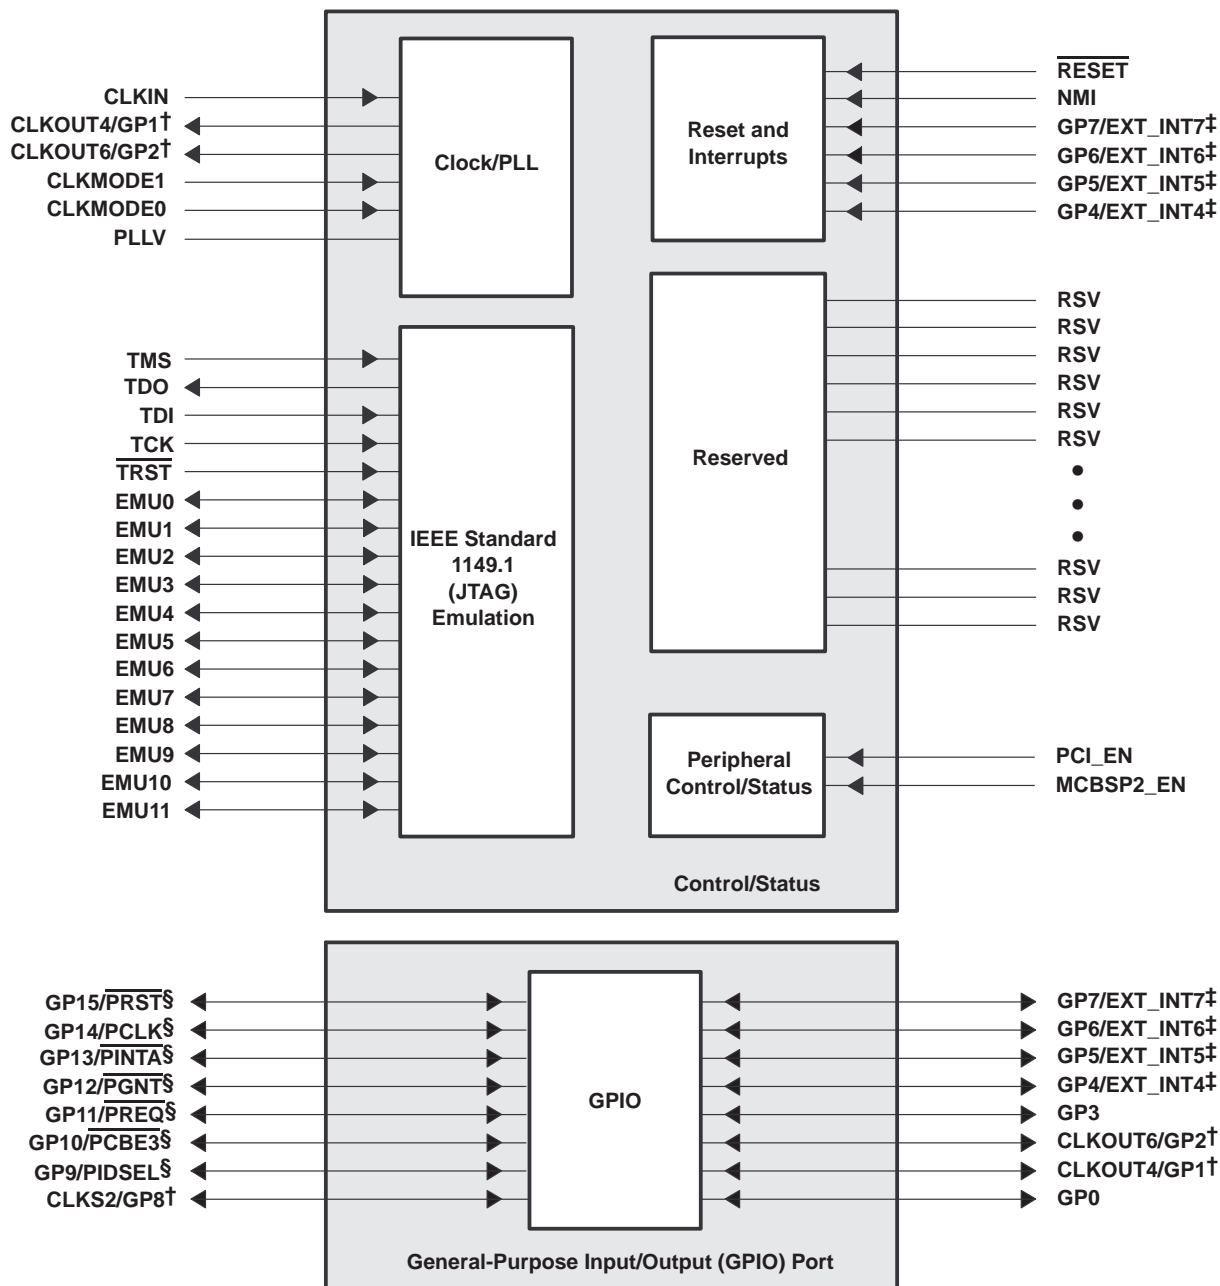 CLKIN
CLKOUT4/GP1†
CLKOUT6/GP2†
CLKMODE1
CLKMODE0
PLLV
Clock/PLL
Reset and
Interrupts
RESET
NMI
GP7/EXT_INT7‡
GP6/EXT_INT6‡
GP5/EXT_INT5‡
GP4/EXT_INT4‡
TMS
TDO
TDI
TCK
TRST
EMU0
EMU1
EMU2
EMU3
EMU4
EMU5
EMU6
EMU7
EMU8
EMU9
EMU10
EMU11
IEEE Standard
1149.1
(JTAG)
Emulation
Reserved
RSV
RSV
RSV
RSV
RSV
RSV
•
•
•
RSV
RSV
RSV
Peripheral
Control/Status
PCI_EN
MCBSP2_EN
Control/Status
GP15/PRST§
GP14/PCLK§
GP13/PINTA§
GP12/PGNT§
GP11/PREQ§
GP10/PCBE3§
GP9/PIDSEL§
CLKS2/GP8†
GPIO
GP7/EXT_INT7‡
GP6/EXT_INT6‡
GP5/EXT_INT5‡
GP4/EXT_INT4‡
GP3
CLKOUT6/GP2†
CLKOUT4/GP1†
GP0
General-Purpose Input/Output (GPIO) Port